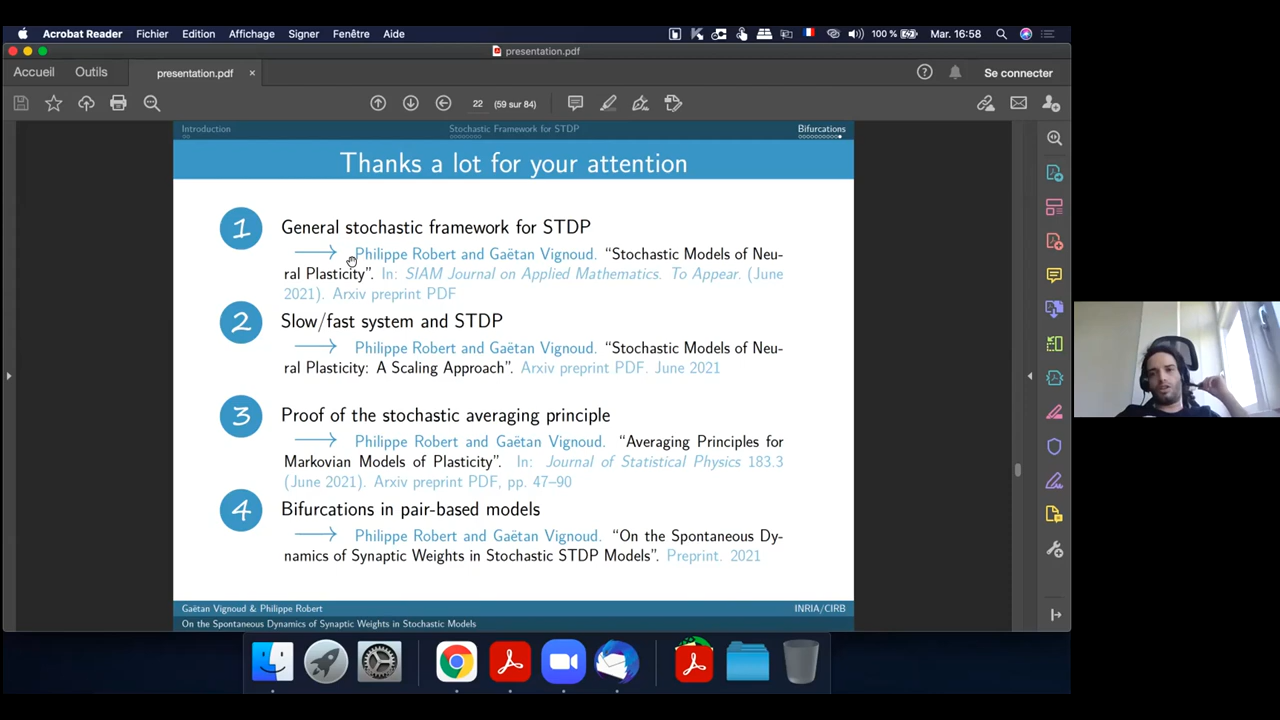 Acrobat Reader Fichier Edition Affichage Signer Fenêtre Aide 100 % Mar. 16:58
presentation.pdf
Accueil Outils presentation.pdf × Se connecter
22 (59 sur 84)
Introduction Stochastic Framework for STDP Bifurcations
Thanks a lot for your attention
1 General stochastic framework for STDP
→ Philippe Robert and Gaëtan Vignoud. “Stochastic Models of Neu-
ral Plasticity”. In: SIAM Journal on Applied Mathematics. To Appear. (June
2021). Arxiv preprint PDF
2 Slow/fast system and STDP
→ Philippe Robert and Gaëtan Vignoud. “Stochastic Models of Neu-
ral Plasticity: A Scaling Approach”. Arxiv preprint PDF. June 2021
3 Proof of the stochastic averaging principle
→ Philippe Robert and Gaëtan Vignoud. “Averaging Principles for
Markovian Models of Plasticity”. In: Journal of Statistical Physics 183.3
(June 2021). Arxiv preprint PDF, pp. 47–90
4 Bifurcations in pair-based models
→ Philippe Robert and Gaëtan Vignoud. “On the Spontaneous Dy-
namics of Synaptic Weights in Stochastic STDP Models”. Preprint. 2021
Gaëtan Vignoud & Philippe Robert INRIA/CIRB
On the Spontaneous Dynamics of Synaptic Weights in Stochastic Models